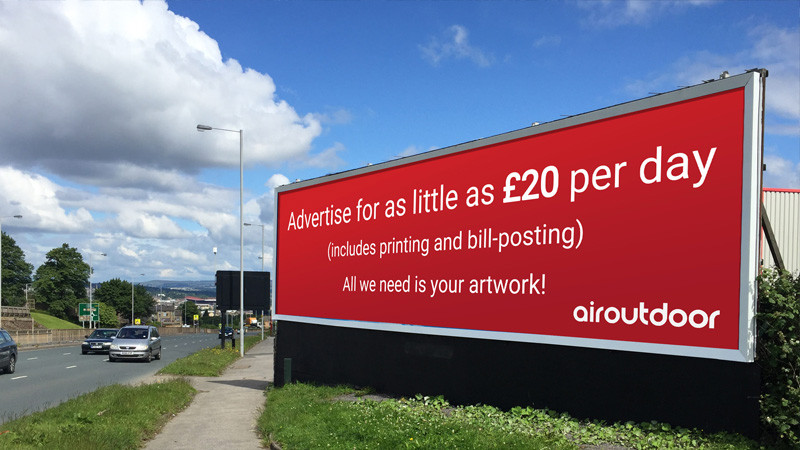 Advertise for as little as £20 per day
(includes printing and bill-posting)
All we need is your artwork!
airoutdoor